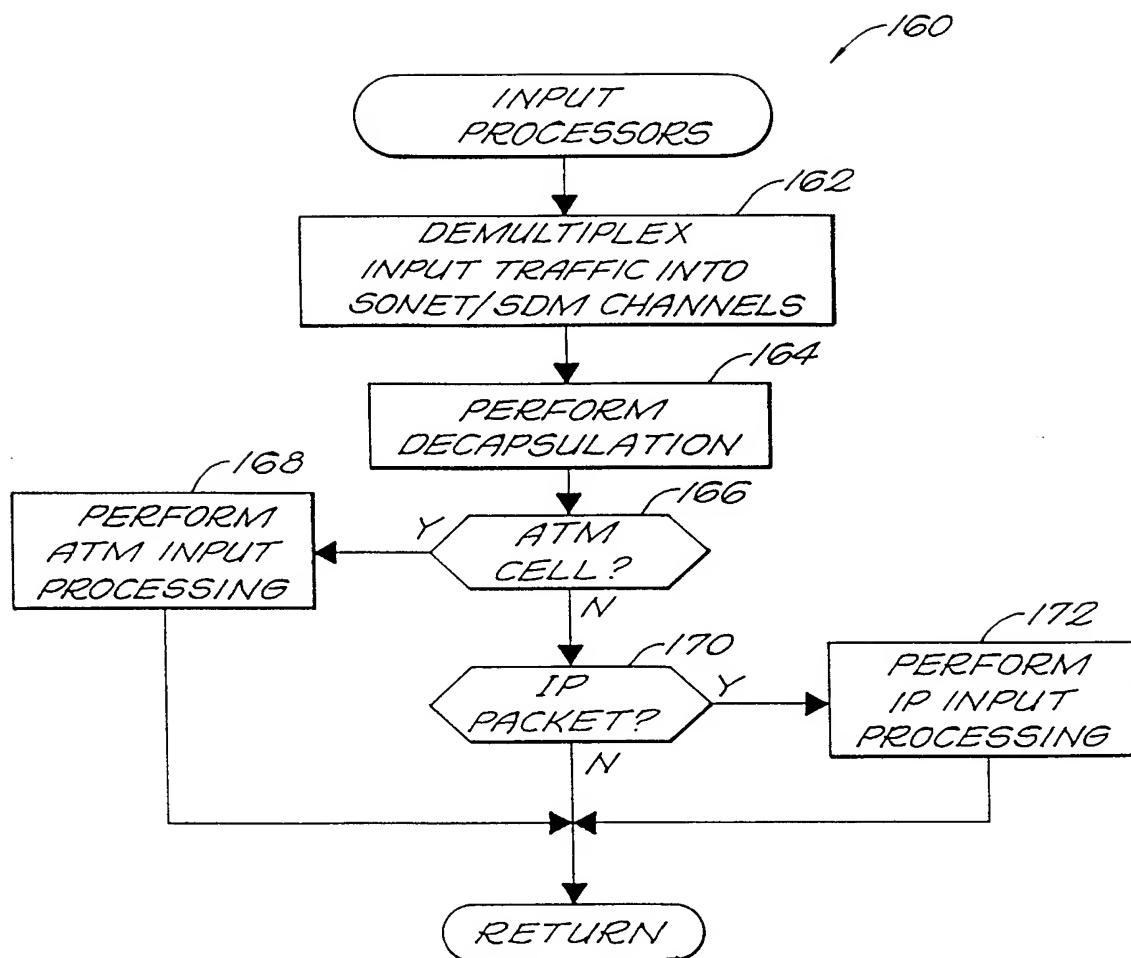 160
INPUT
PROCESSORS
162
DEMULTIPLEX
INPUT TRAFFIC INTO
SONET/SDM CHANNELS
164
PERFORM
DECAPSULATION
168
PERFORM
ATM INPUT
PROCESSING
166
Y
ATM
CELL?
N
170
IP
PACKET?
Y
N
172
PERFORM
IP INPUT
PROCESSING
RETURN